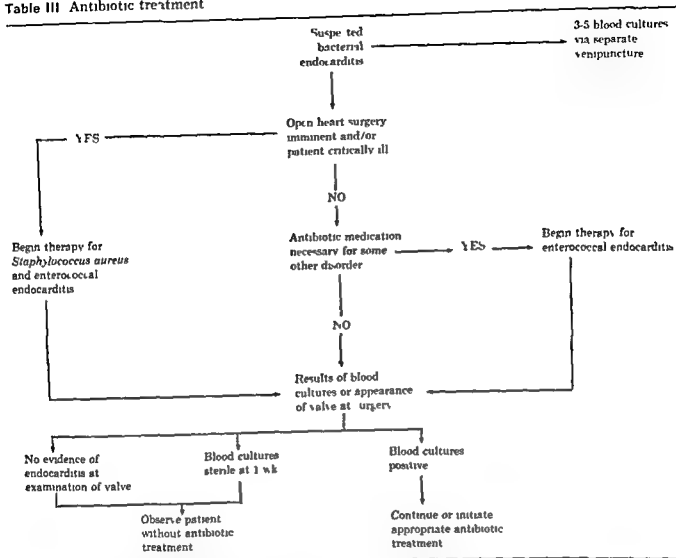 Table III Antibiotic treatment
Suspe ted
bacterial
endocarditis
3-5 blood cultures
via separate
venipuncture
Open heart surgery
imminent and/or
patient critically ill
YFS
NO
Begin therapy for
Staphylococcus aureus
and enterococcal
endocarditis
Antibiotic medication
necessary for some
other disorder
YES
Begin therapy for
enterococcal endocarditis
NO
Results of blood
cultures or appearance
of valve at urgery
No evidence of
endocarditis at
examination of valve
Blood cultures
sterile at 1 wk
Blood cultures
positive
Observe patient
without antibiotic
treatment
Continue or initiate
appropriate antibiotic
treatment